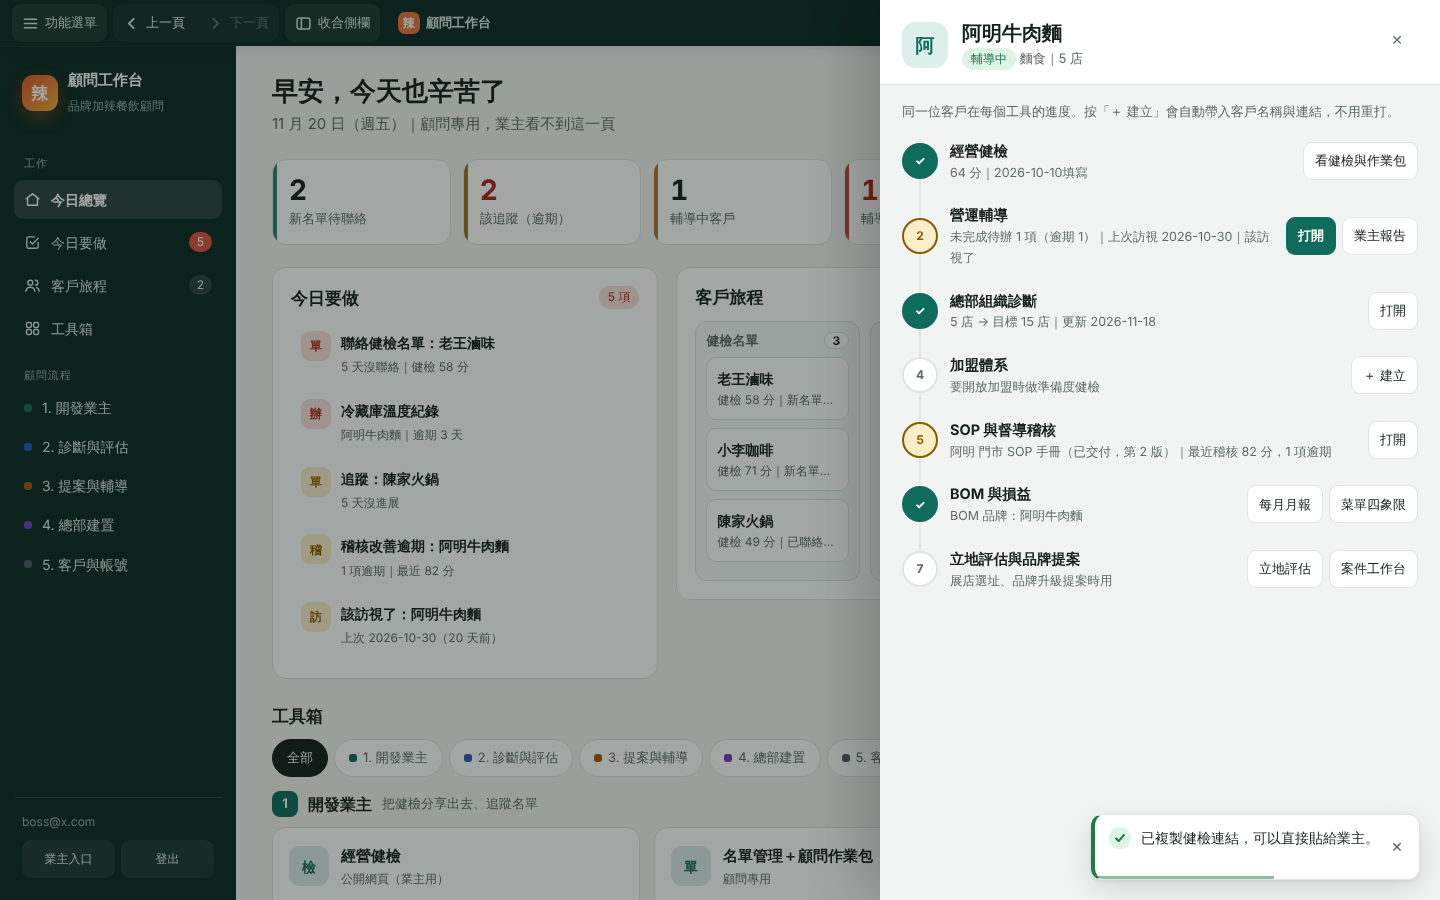 功能選單
上一頁
下一頁
收合側欄
辣 顧問工作台
辣
顧問工作台
品牌加辣餐飲顧問
工作
今日總覽
今日要做 5
客戶旅程 2
工具箱
顧問流程
1. 開發業主
2. 診斷與評估
3. 提案與輔導
4. 總部建置
5. 客戶與帳號
boss@x.com
業主入口
登出
早安，今天也辛苦了
11 月 20 日（週五）｜顧問專用，業主看不到這一頁
2
新名單待聯絡
2
該追蹤（逾期）
1
輔導中客戶
1
今日要做 5 項
單
聯絡健檢名單：老王滷味
5 天沒聯絡｜健檢 58 分
辦
冷藏庫溫度紀錄
阿明牛肉麵｜逾期 3 天
單
追蹤：陳家火鍋
5 天沒進展
稽
稽核改善逾期：阿明牛肉麵
1 項逾期｜最近 82 分
訪
該訪視了：阿明牛肉麵
上次 2026-10-30（20 天前）
客戶旅程
健檢名單 3
老王滷味
健檢 58 分｜新名單...
小李咖啡
健檢 71 分｜新名單...
陳家火鍋
健檢 49 分｜已聯絡...
工具箱
全部
1. 開發業主
2. 診斷與評估
3. 提案與輔導
4. 總部建置
5. 客
1 開發業主 把健檢分享出去、追蹤名單
檢
經營健檢
公開網頁（業主用）
單
名單管理＋顧問作業包
顧問專用
阿
阿明牛肉麵
輔導中 麵食｜5 店
✕
同一位客戶在每個工具的進度。按「＋ 建立」會自動帶入客戶名稱與連結，不用重打。
經營健檢
64 分｜2026-10-10填寫
看健檢與作業包
2
營運輔導
未完成待辦 1 項（逾期 1）｜上次訪視 2026-10-30｜該訪
視了
打開
業主報告
總部組織診斷
5 店 → 目標 15 店｜更新 2026-11-18
打開
4
加盟體系
要開放加盟時做準備度健檢
＋ 建立
5
SOP 與督導稽核
阿明 門市 SOP 手冊（已交付，第 2 版）｜最近稽核 82 分，1 項逾期
打開
BOM 與損益
BOM 品牌：阿明牛肉麵
每月月報
菜單四象限
7
立地評估與品牌提案
展店選址、品牌升級提案時用
立地評估
案件工作台
已複製健檢連結，可以直接貼給業主。
✕